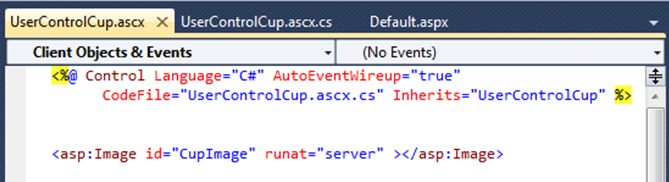 UserControlCup.ascx UserControlCup.ascx.cs Default.aspx
Client Objects & Events (No Events)
<%@ Control Language="C#" AutoEventWireup="true"
CodeFile="UserControlCup.ascx.cs" Inherits="UserControlCup" %>
<asp:Image id="CupImage" runat="server" ></asp:Image>